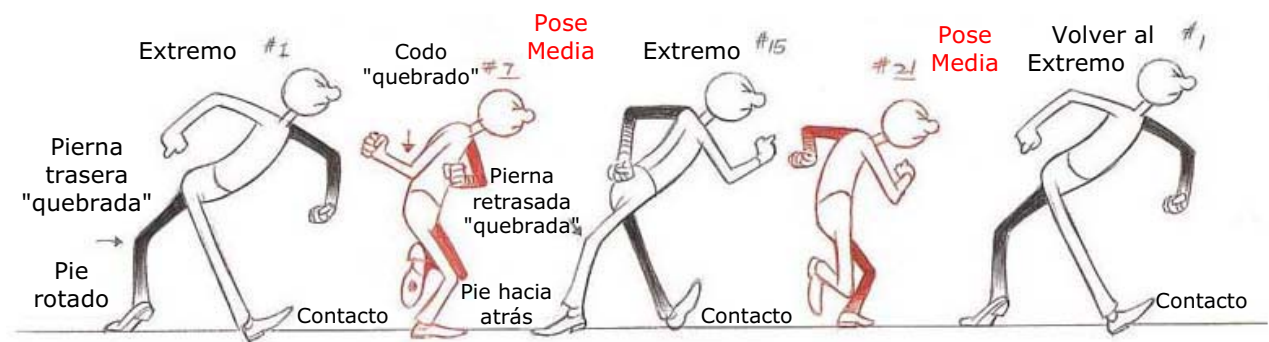 Extremo #1
Codo
"quebrado" #7
Pose
Media
Extremo #15
#21
Pose
Media
Volver al
Extremo
#1
Pierna
trasera
"quebrada"
Pierna
retrasada
"quebrada"
Pie
rotado
Contacto
Pie hacia
atrás
Contacto
Contacto